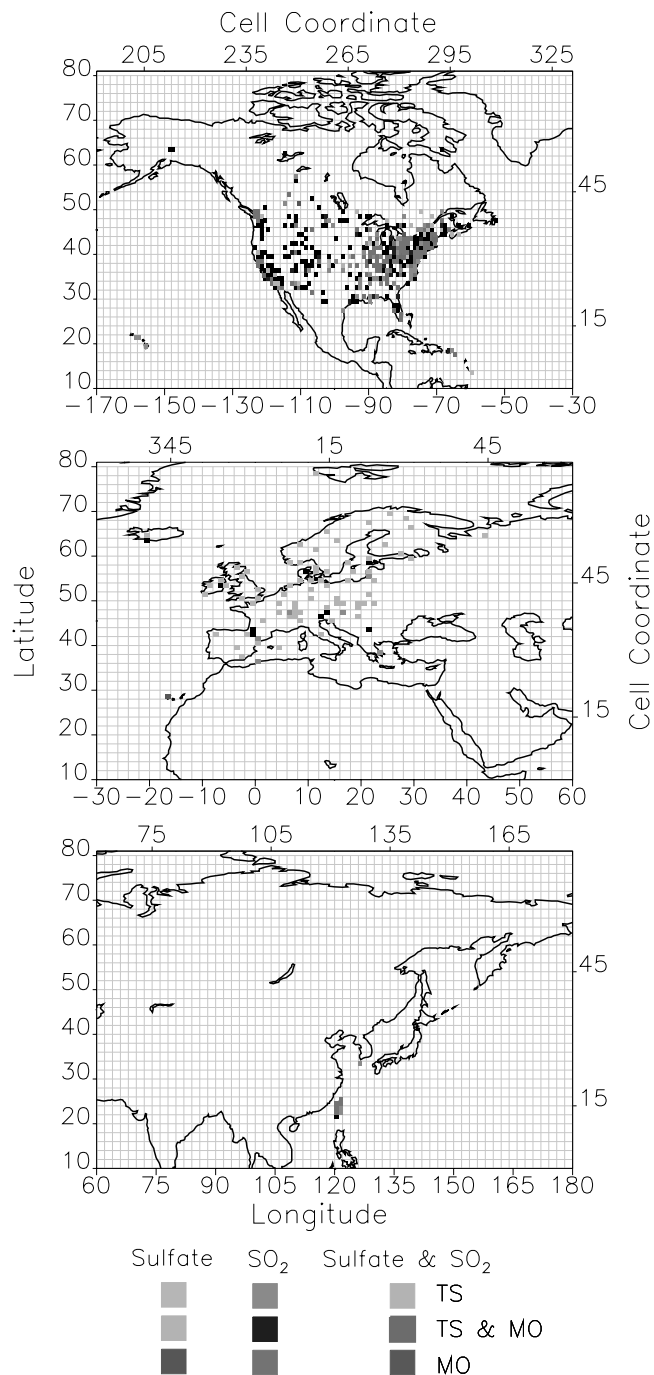 Cell Coordinate
205 235 265 295 325
80
70
60
50
40
30
20
10
45
15
−170 −150 −130 −110 −90 −70 −50 −30
345 15 45
80
70
60
50
40
30
20
10
45
15
Latitude
Cell Coordinate
−30 −20 −10 0 10 20 30 40 50 60
75 105 135 165
80
70
60
50
40
30
20
10
45
15
60 75 90 105 120 135 150 165 180
Longitude
Sulfate SO2 Sulfate & SO2
TS
TS & MO
MO